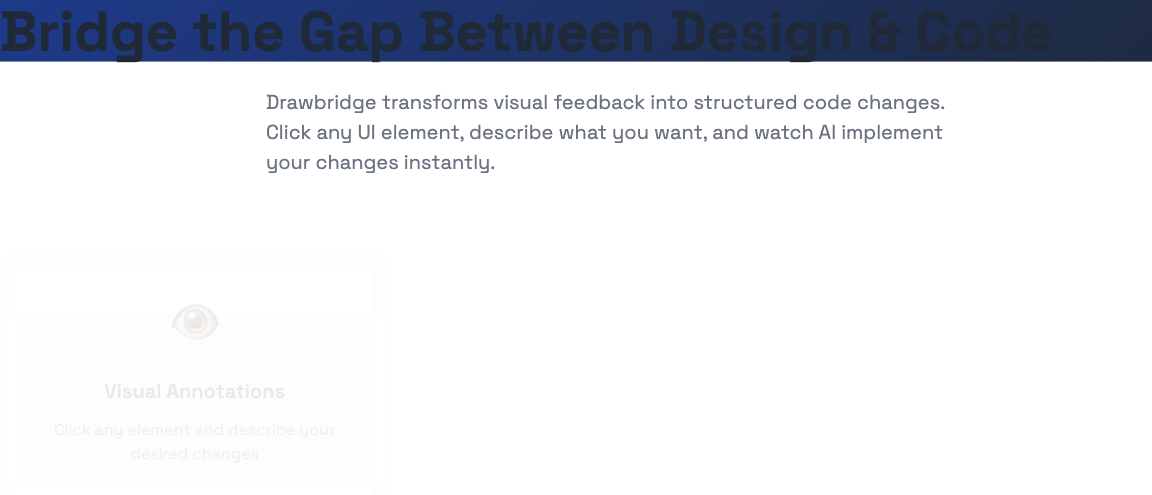 Bridge the Gap Between Design & Code
Drawbridge transforms visual feedback into structured code changes.
Click any UI element, describe what you want, and watch AI implement
your changes instantly.
Visual Annotations
Click any element and describe your
desired changes